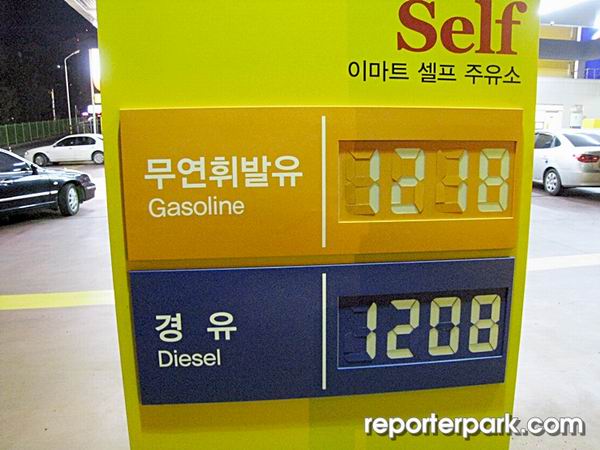 Self
이마트 셀프 주유소
무연휘발유
Gasoline
1218
경 유
Diesel
1208
reporterpark.com